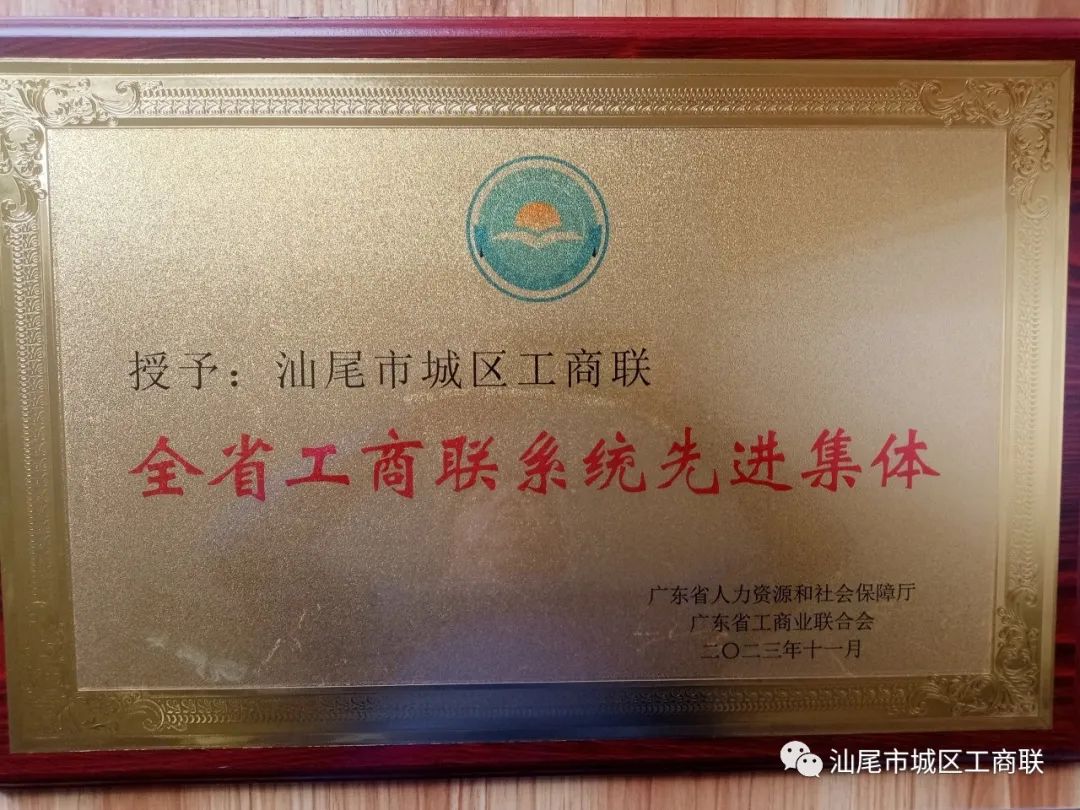 授予：汕尾市城区工商联
全省工商联系统先进集体
广东省人力资源和社会保障厅
广东省工商业联合会
二〇二三年十一月
汕尾市城区工商联